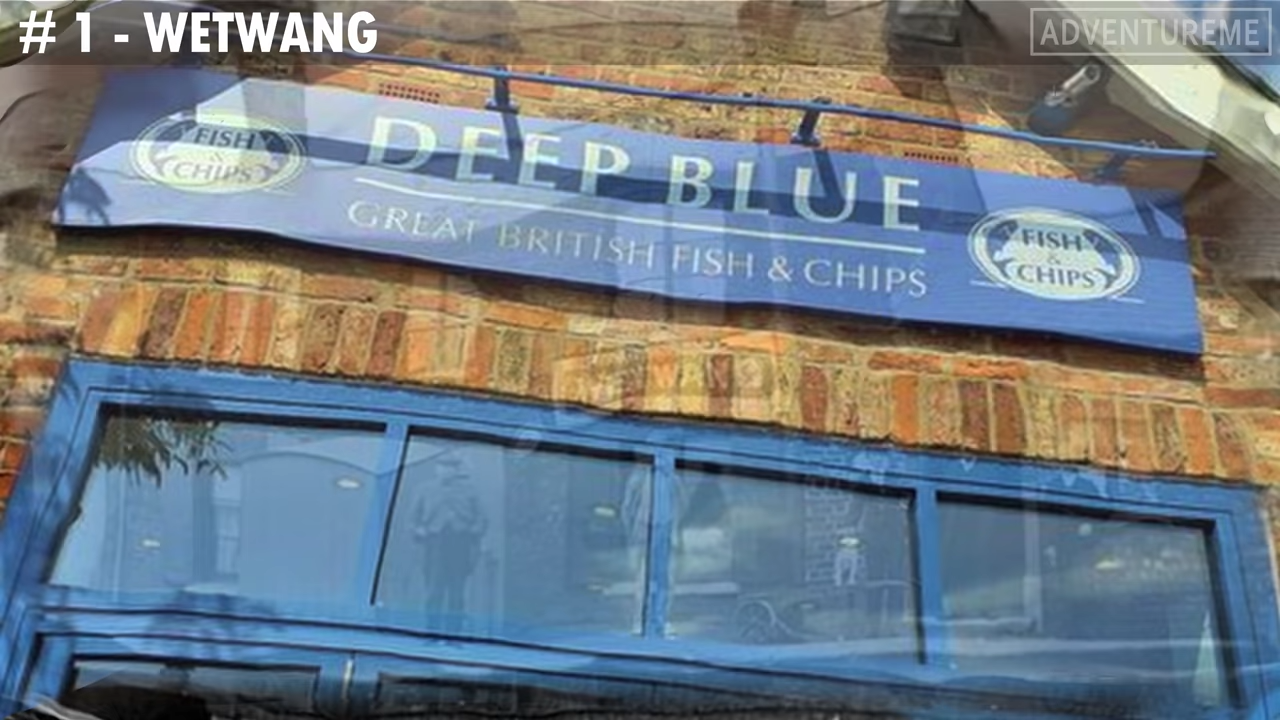 # 1 - WETWANG
ADVENTUREME
FISH
&
CHIPS
DEEP BLUE
GREAT BRITISH FISH & CHIPS
FISH
&
CHIPS